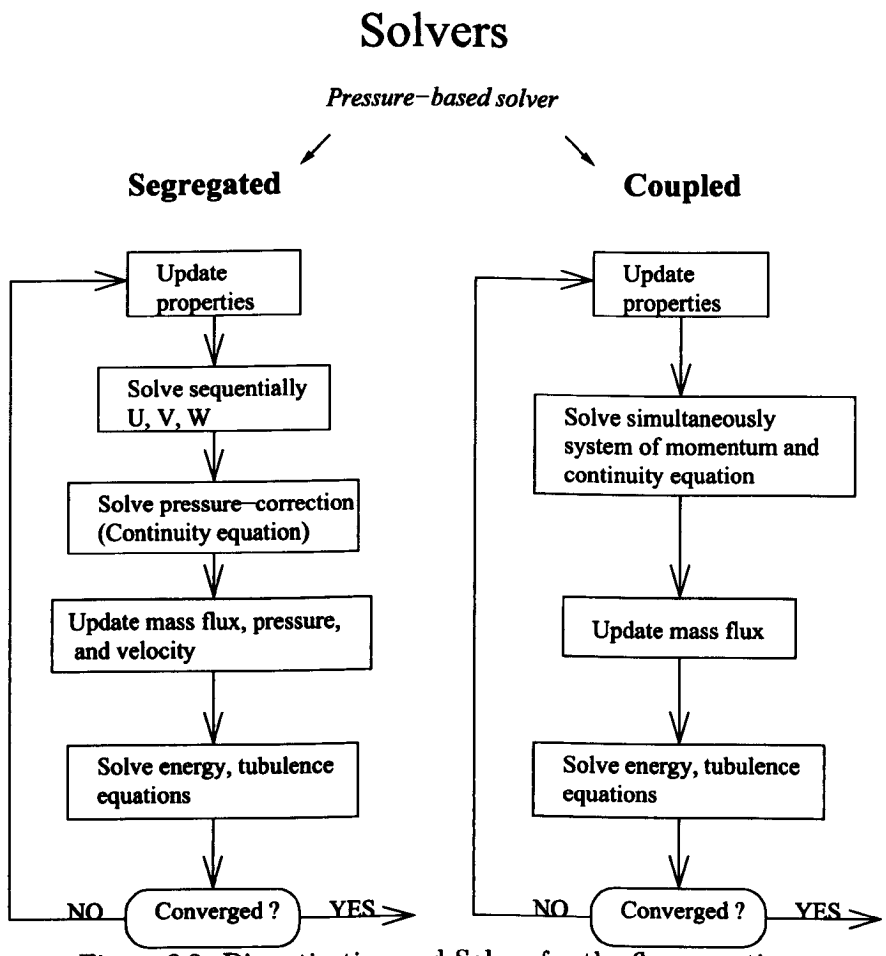 Solvers
Pressure-based solver
Segregated
Coupled
Update
properties
Solve sequentially
U, V, W
Solve pressure-correction
(Continuity equation)
Update mass flux, pressure,
and velocity
Solve energy, tubulence
equations
NO
Converged ?
YES
Update
properties
Solve simultaneously
system of momentum and
continuity equation
Update mass flux
Solve energy, tubulence
equations
NO
Converged ?
YES